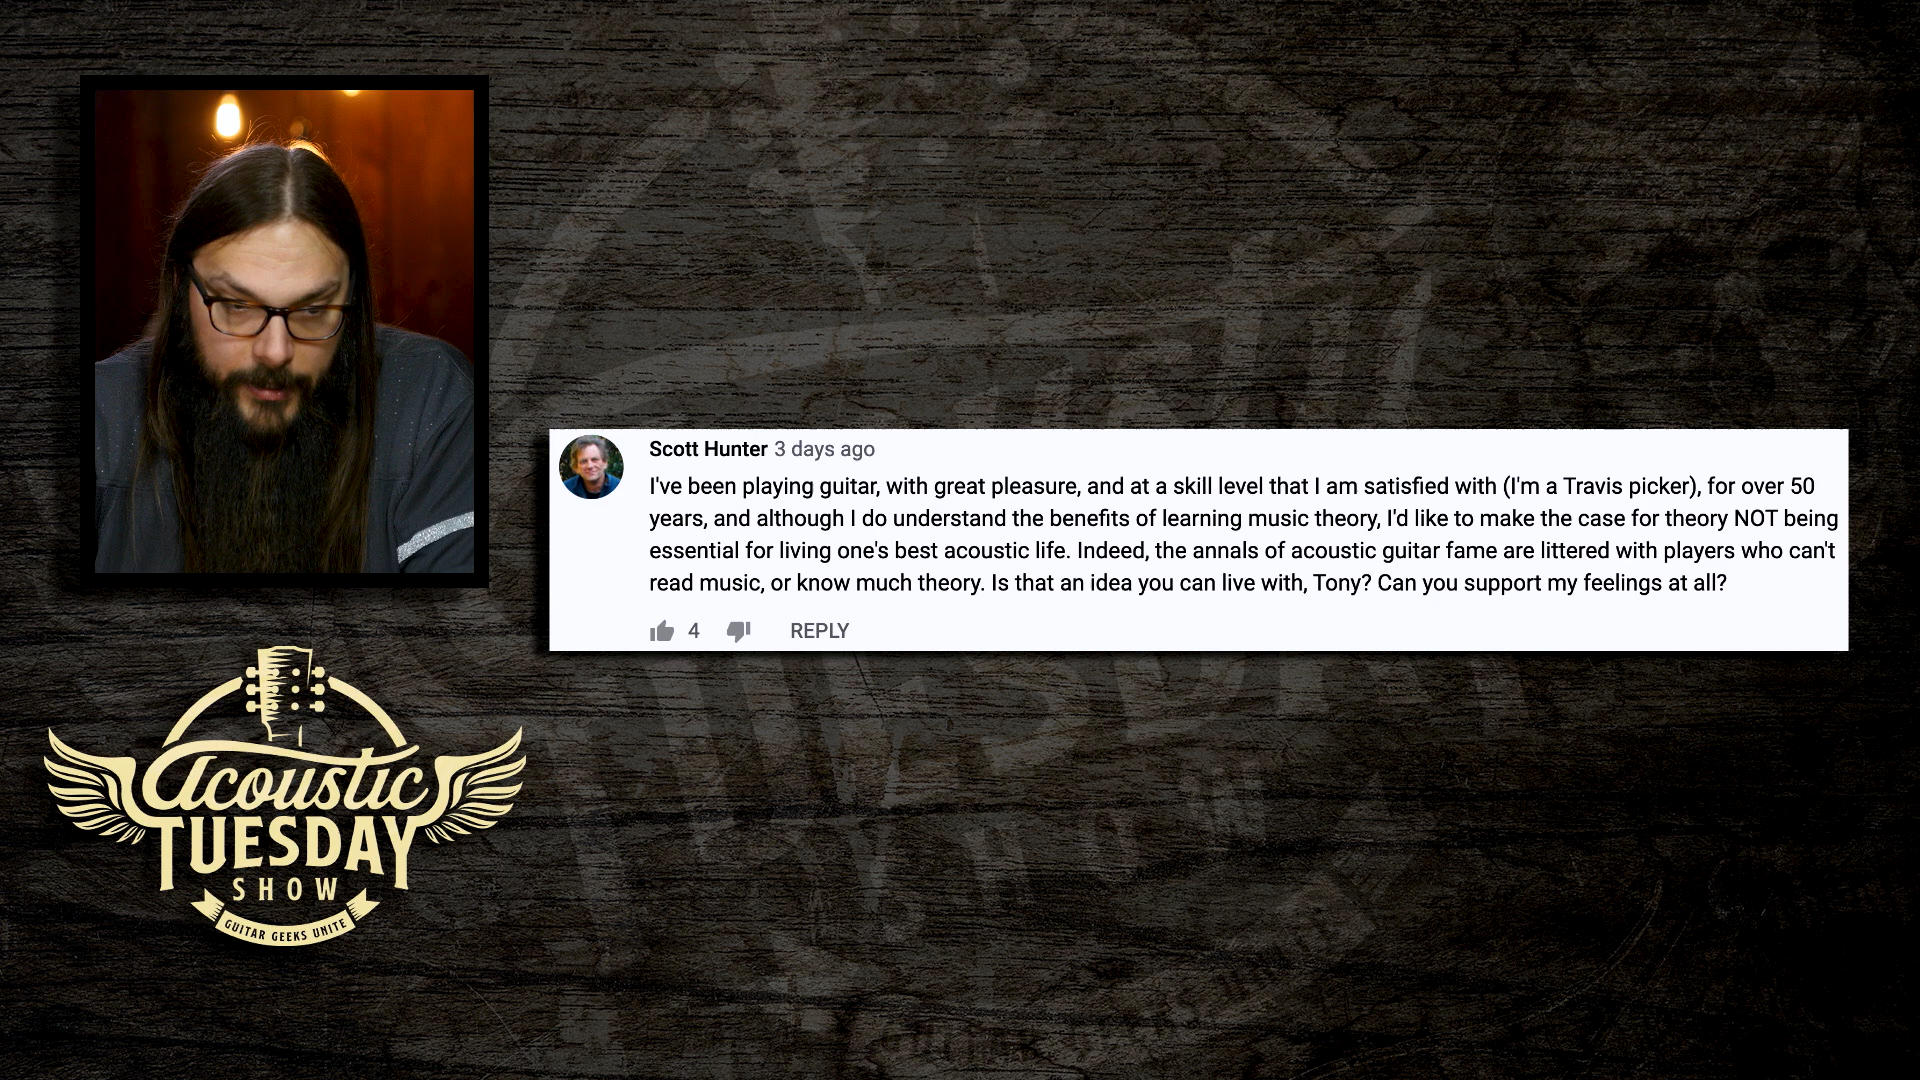 Scott Hunter 3 days ago
I've been playing guitar, with great pleasure, and at a skill level that I am satisfied with (I'm a Travis picker), for over 50
years, and although I do understand the benefits of learning music theory, I'd like to make the case for theory NOT being
essential for living one's best acoustic life. Indeed, the annals of acoustic guitar fame are littered with players who can't
read music, or know much theory. Is that an idea you can live with, Tony? Can you support my feelings at all?
4 REPLY
Acoustic
TUESDAY
SHOW
GUITAR GEEKS UNITE